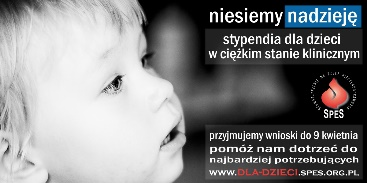 niesiemy nadzieję
stypendia dla dzieci
w ciężkim stanie klinicznym
SPES
przyjmujemy wnioski do 9 kwietnia
pomóż nam dotrzeć do
najbardziej potrzebujących
WWW.DLA-DZIECI.SPES.ORG.PL